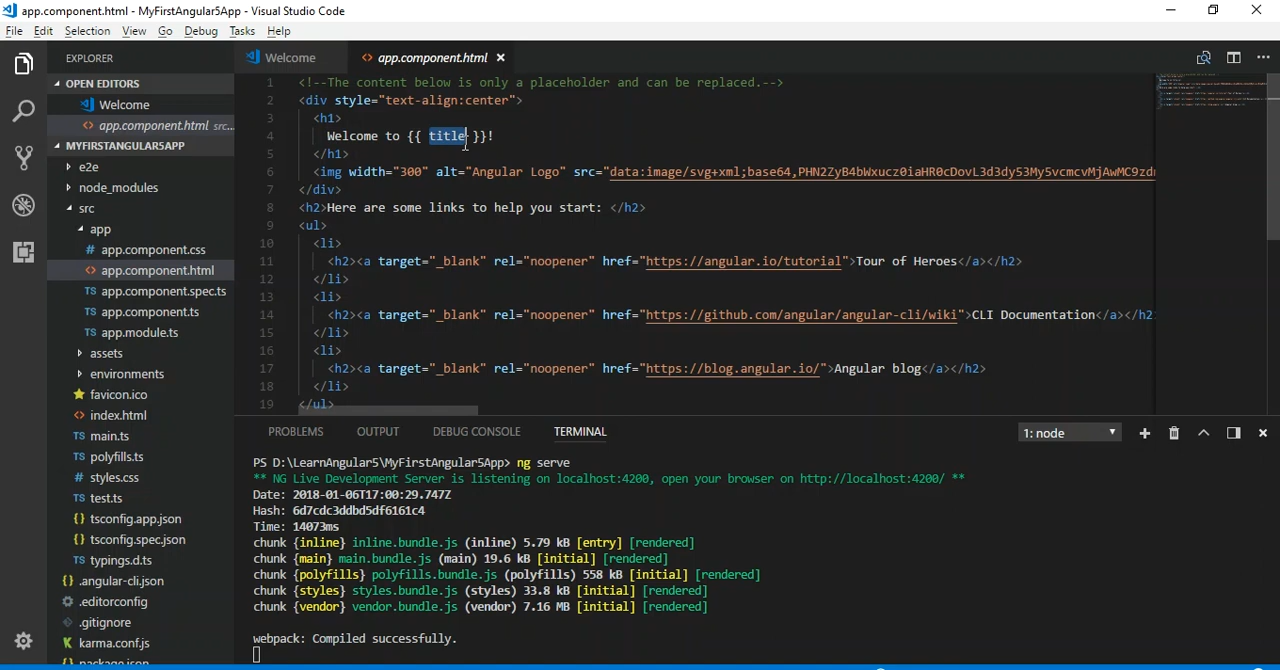 app.component.html - MyFirstAngular5App - Visual Studio Code
File Edit Selection View Go Debug Tasks Help
EXPLORER
OPEN EDITORS
Welcome
app.component.html src...
MYFIRSTANGULAR5APP
e2e
node_modules
src
app
# app.component.css
<> app.component.html
TS app.component.spec.ts
TS app.component.ts
TS app.module.ts
assets
environments
favicon.ico
<> index.html
TS main.ts
TS polyfills.ts
# styles.css
TS test.ts
{} tsconfig.app.json
{} tsconfig.spec.json
TS typings.d.ts
{} .angular-cli.json
.editorconfig
.gitignore
K karma.conf.js
package.json
Welcome <> app.component.html ×
1 <!--The content below is only a placeholder and can be replaced.-->
2 <div style="text-align:center">
3 <h1>
4 Welcome to {{ title }}!
5 </h1>
6 <img width="300" alt="Angular Logo" src="data:image/svg+xml;base64,PHN2ZyB4bWxucz0iaHR0cDovL3d3dy53My5vcmcvMjAwMC9zdm
7 </div>
8 <h2>Here are some links to help you start: </h2>
9 <ul>
10 <li>
11 <h2><a target="_blank" rel="noopener" href="https://angular.io/tutorial">Tour of Heroes</a></h2>
12 </li>
13 <li>
14 <h2><a target="_blank" rel="noopener" href="https://github.com/angular/angular-cli/wiki">CLI Documentation</a></h2
15 </li>
16 <li>
17 <h2><a target="_blank" rel="noopener" href="https://blog.angular.io/">Angular blog</a></h2>
18 </li>
19 </ul>
PROBLEMS OUTPUT DEBUG CONSOLE TERMINAL 1: node
PS D:\LearnAngular5\MyFirstAngular5App> ng serve
** NG Live Development Server is listening on localhost:4200, open your browser on http://localhost:4200/ **
Date: 2018-01-06T17:00:29.747Z
Hash: 6d7cdc3ddbd5df6161c4
Time: 14073ms
chunk {inline} inline.bundle.js (inline) 5.79 kB [entry] [rendered]
chunk {main} main.bundle.js (main) 19.6 kB [initial] [rendered]
chunk {polyfills} polyfills.bundle.js (polyfills) 558 kB [initial] [rendered]
chunk {styles} styles.bundle.js (styles) 33.8 kB [initial] [rendered]
chunk {vendor} vendor.bundle.js (vendor) 7.16 MB [initial] [rendered]
webpack: Compiled successfully.